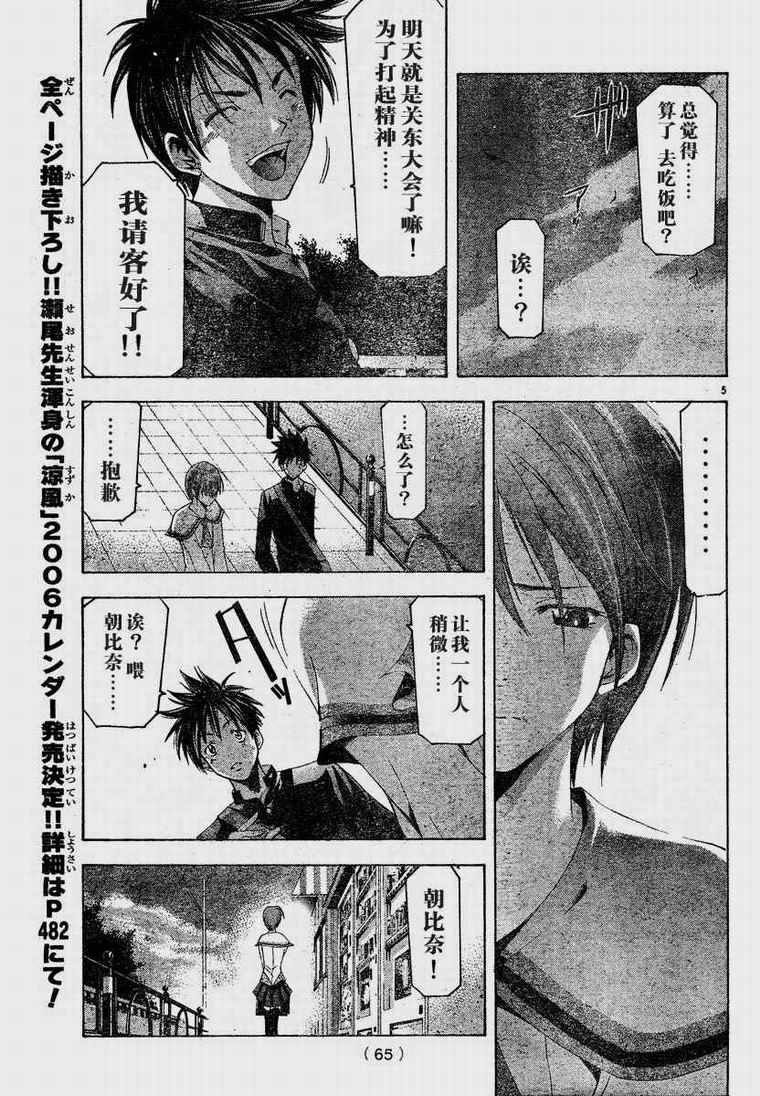 总觉得……
算了 去吃饭吧？
诶…？
明天就是关东大会了嘛！
为了打起精神……
我请客好了!!
5
………
…怎么了？
……抱歉
让我一个人
稍微……
诶？ 喂
朝比奈……
朝比奈！
全ページ描き下ろし!!瀬尾先生渾身の「涼風」2006カレンダー発売決定!!詳細はP482にて！
ぜん
か
お
せ
お
せんせい
こんしん
すず
か
はつばいけってい
しょうさい
（65）